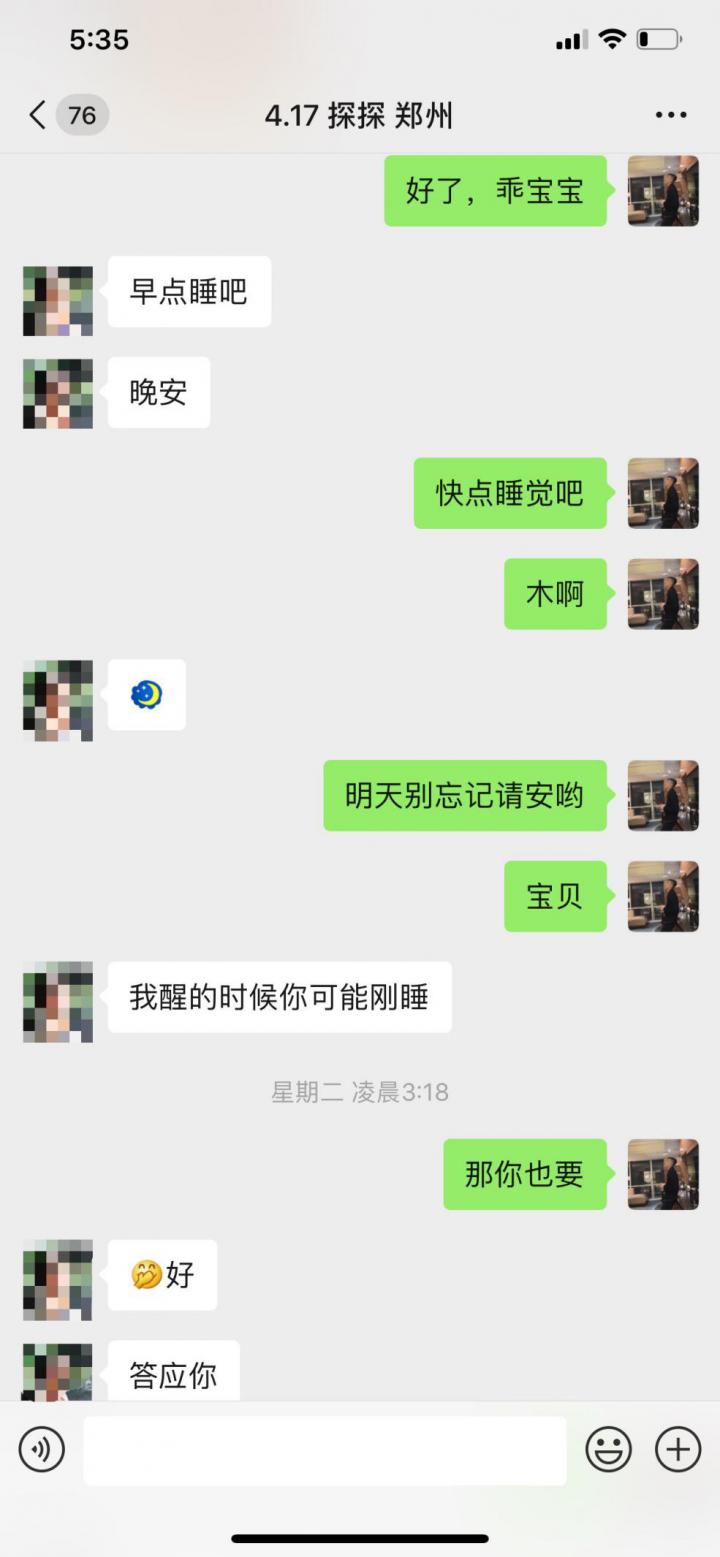 5:35
76
4.17 探探 郑州
好了，乖宝宝
早点睡吧
晚安
快点睡觉吧
木啊
明天别忘记请安哟
宝贝
我醒的时候你可能刚睡
星期二 凌晨3:18
那你也要
🤭好
答应你